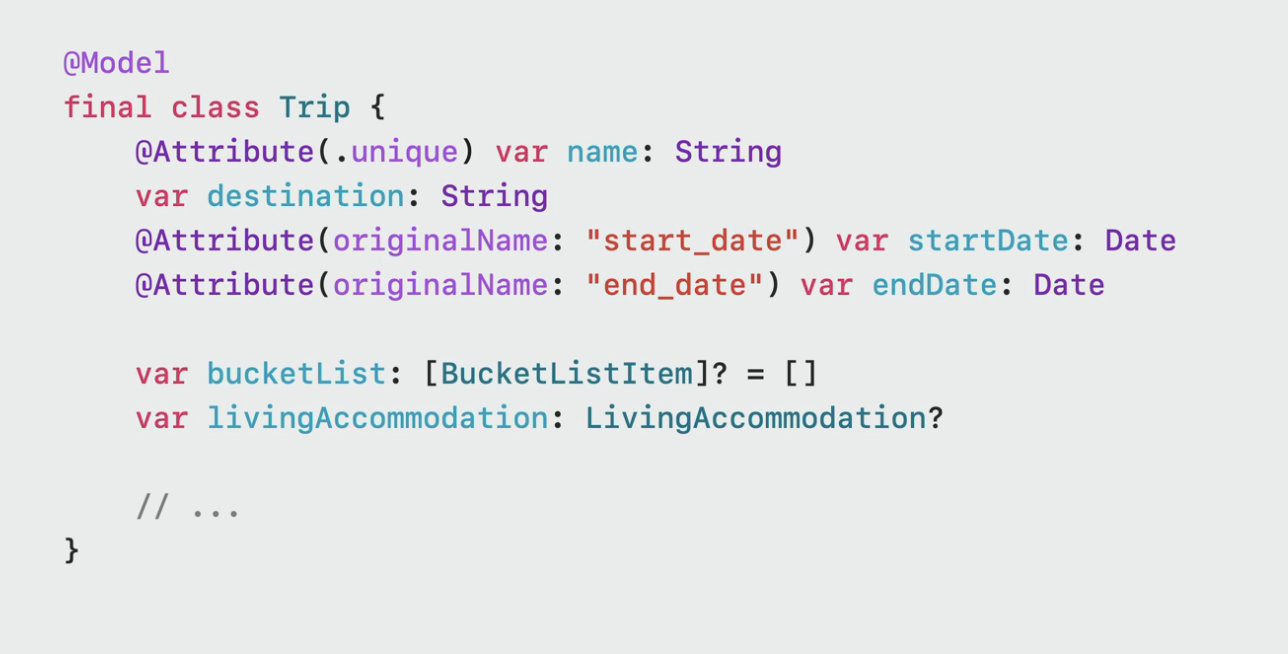 @Model
final class Trip {
    @Attribute(.unique) var name: String
    var destination: String
    @Attribute(originalName: "start_date") var startDate: Date
    @Attribute(originalName: "end_date") var endDate: Date

    var bucketList: [BucketListItem]? = []
    var livingAccommodation: LivingAccommodation?

    // ...
}